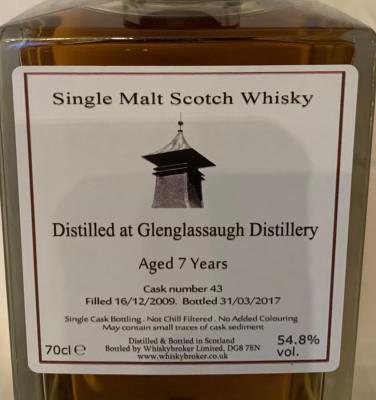 Single Malt Scotch Whisky
Distilled at Glenglassaugh Distillery
Aged 7 Years
Cask number 43
Filled 16/12/2009. Bottled 31/03/2017
Single Cask Bottling . Not Chill Filtered . No Added Colouring
May contain small traces of cask sediment
Distilled & Bottled in Scotland
70cl e Bottled by Whiskybroker Limited, DG8 7EN
www.whiskybroker.co.uk
54.8%
vol.